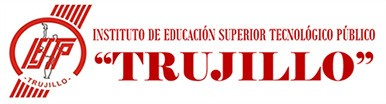 INSTITUTO DE EDUCACIÓN SUPERIOR TECNOLÓGICO PÚBLICO
“TRUJILLO”
TRUJILLO